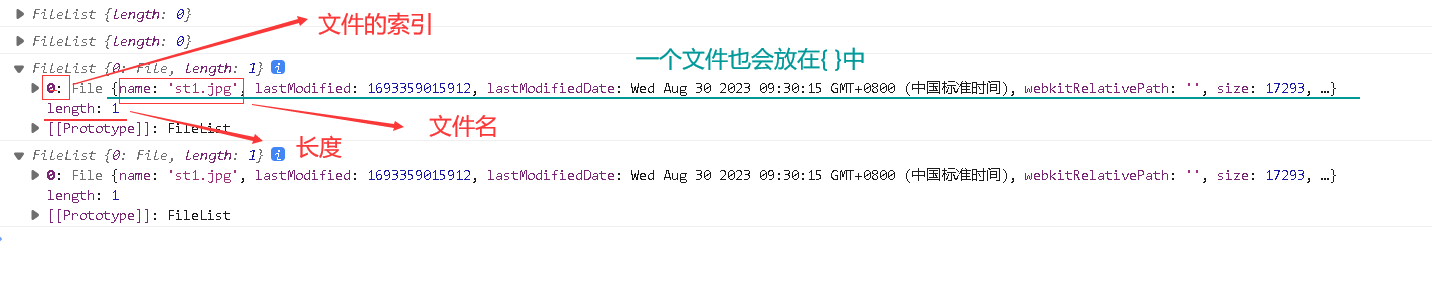 FileList {length: 0}
文件的索引
FileList {length: 0}
一个文件也会放在{ }中
FileList {0: File, length: 1} i
0: File {name: 'st1.jpg', lastModified: 1693359015912, lastModifiedDate: Wed Aug 30 2023 09:30:15 GMT+0800 (中国标准时间), webkitRelativePath: '', size: 17293, …}
length: 1
文件名
[[Prototype]]: FileList
长度
FileList {0: File, length: 1} i
0: File {name: 'st1.jpg', lastModified: 1693359015912, lastModifiedDate: Wed Aug 30 2023 09:30:15 GMT+0800 (中国标准时间), webkitRelativePath: '', size: 17293, …}
length: 1
[[Prototype]]: FileList